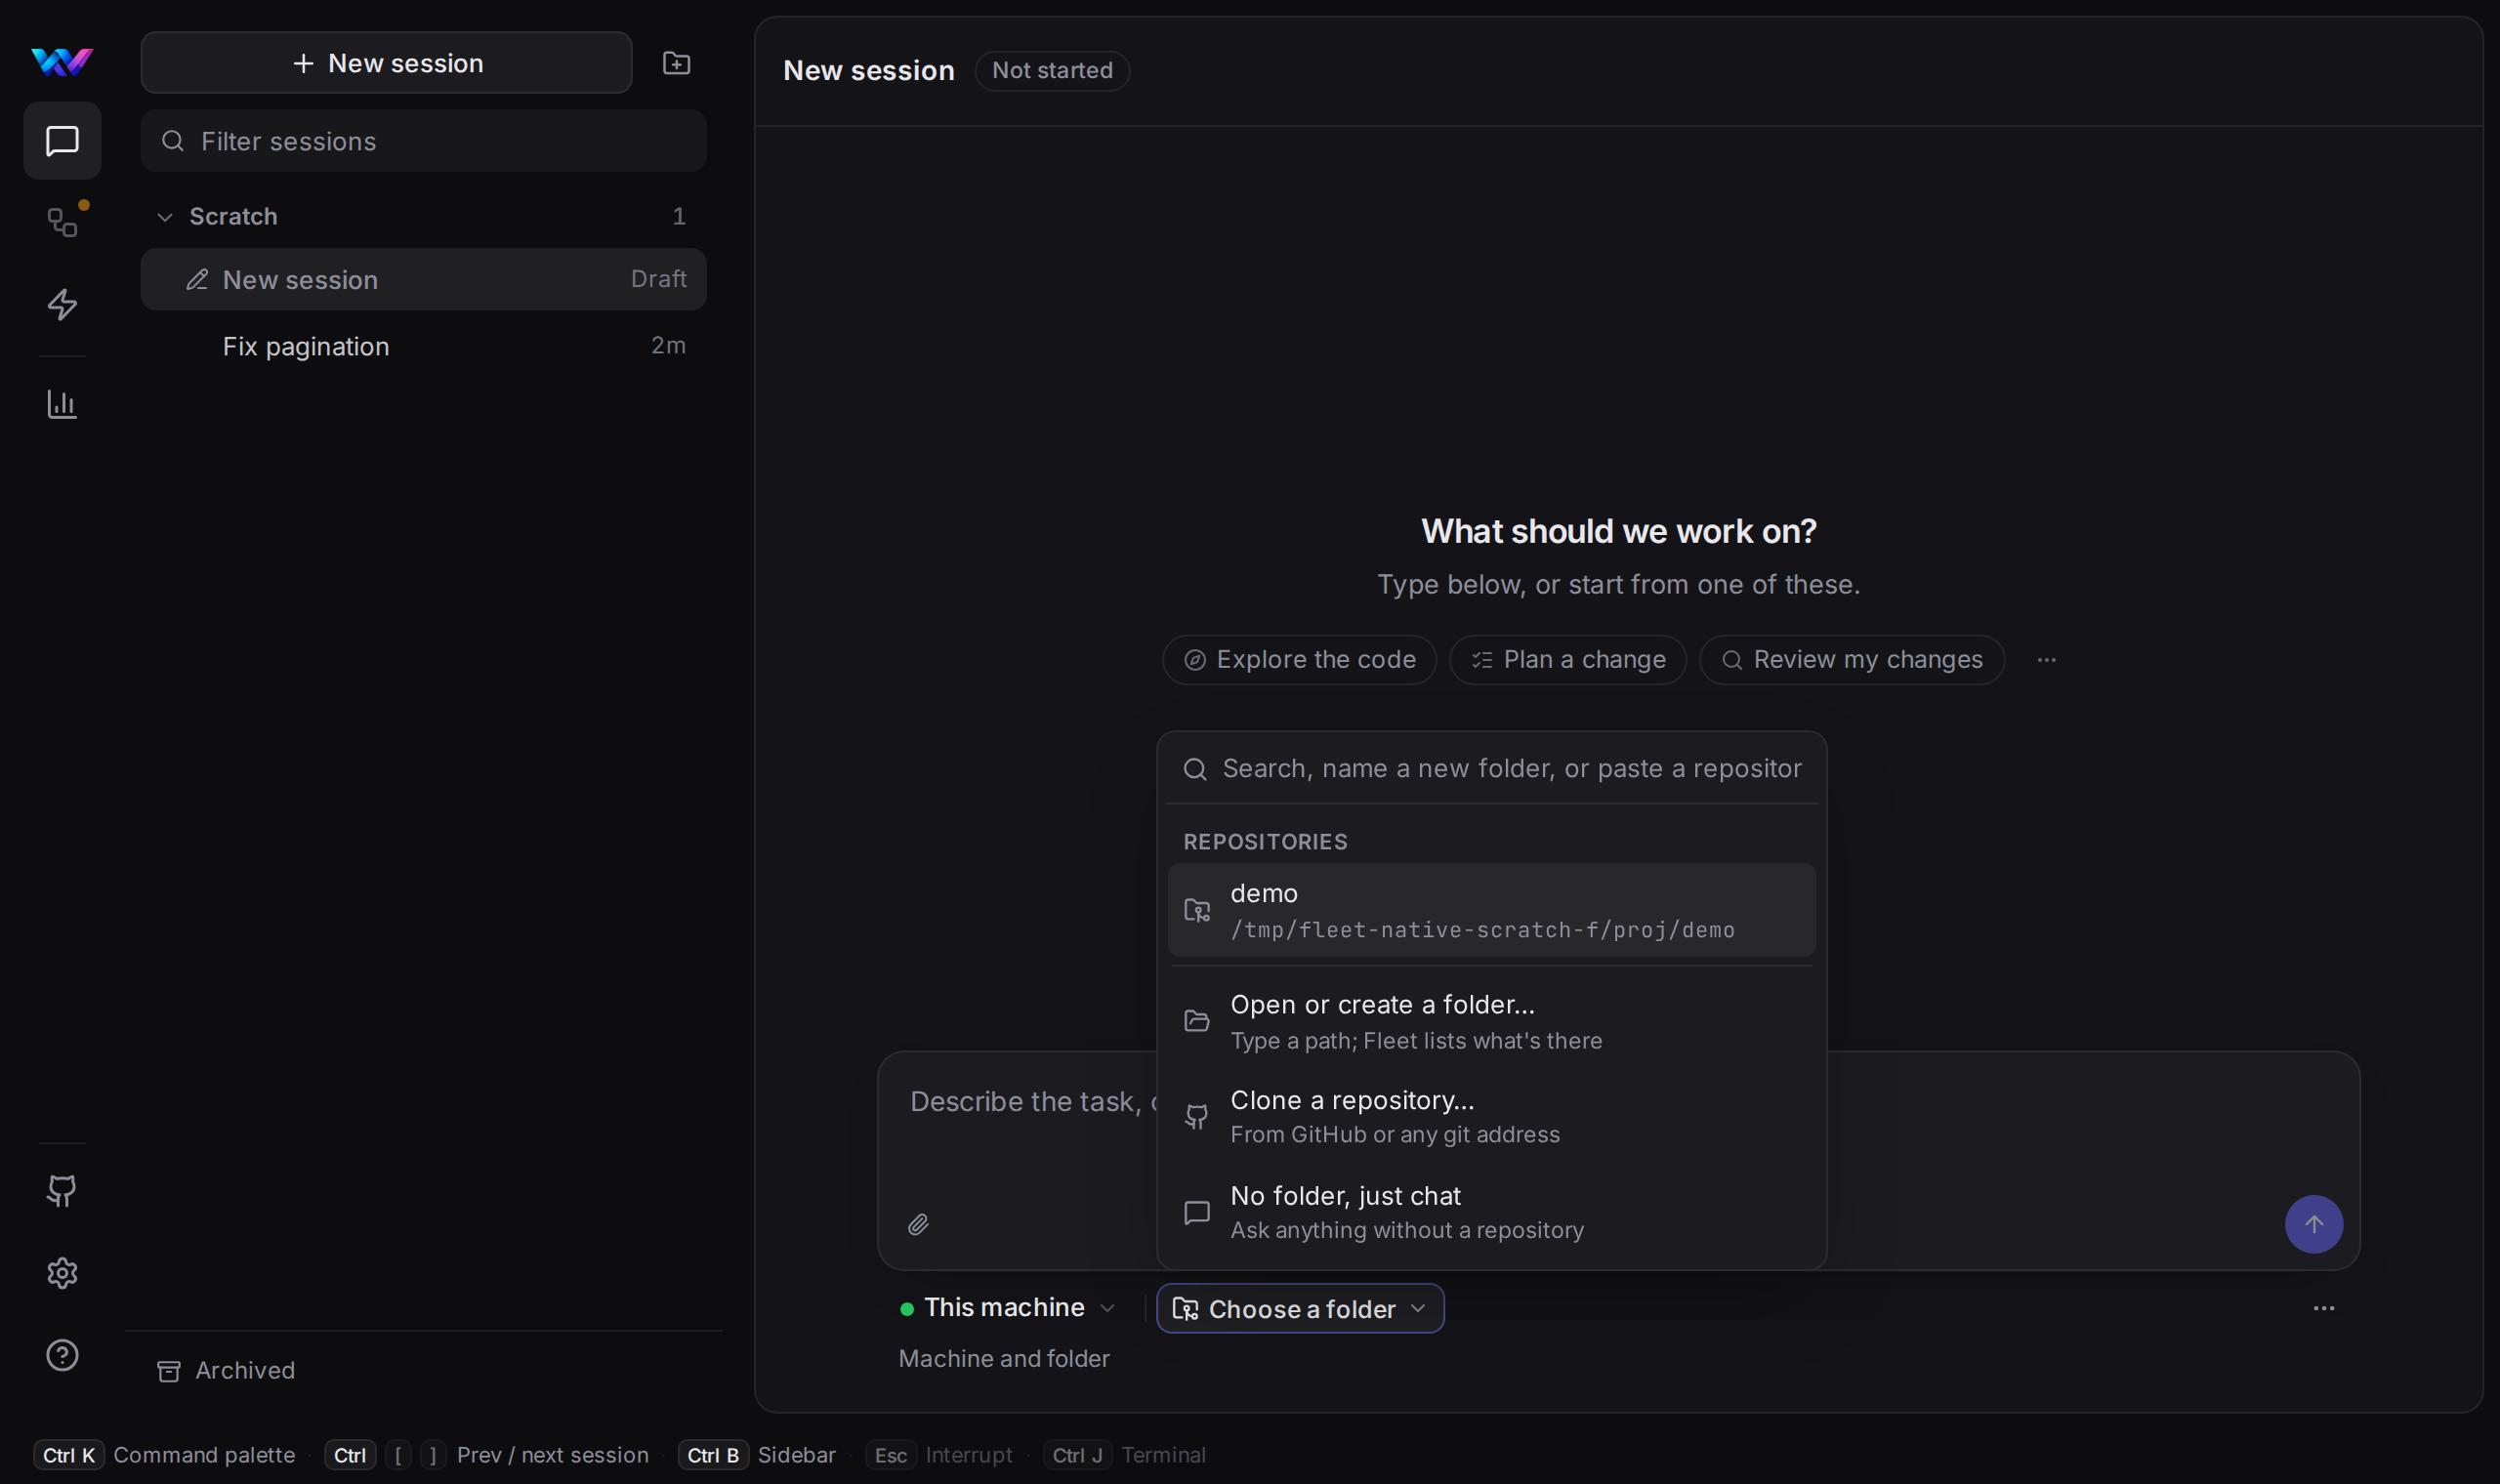 New session
Filter sessions
Scratch 1
New session Draft
Fix pagination 2m
Archived
New session Not started
What should we work on?
Type below, or start from one of these.
Explore the code Plan a change Review my changes
Search, name a new folder, or paste a repositor
REPOSITORIES
demo
/tmp/fleet-native-scratch-f/proj/demo
Open or create a folder...
Type a path; Fleet lists what's there
Clone a repository...
From GitHub or any git address
No folder, just chat
Ask anything without a repository
Describe the task,
This machine Choose a folder
Machine and folder
Ctrl K Command palette · Ctrl [ ] Prev / next session · Ctrl B Sidebar · Esc Interrupt · Ctrl J Terminal